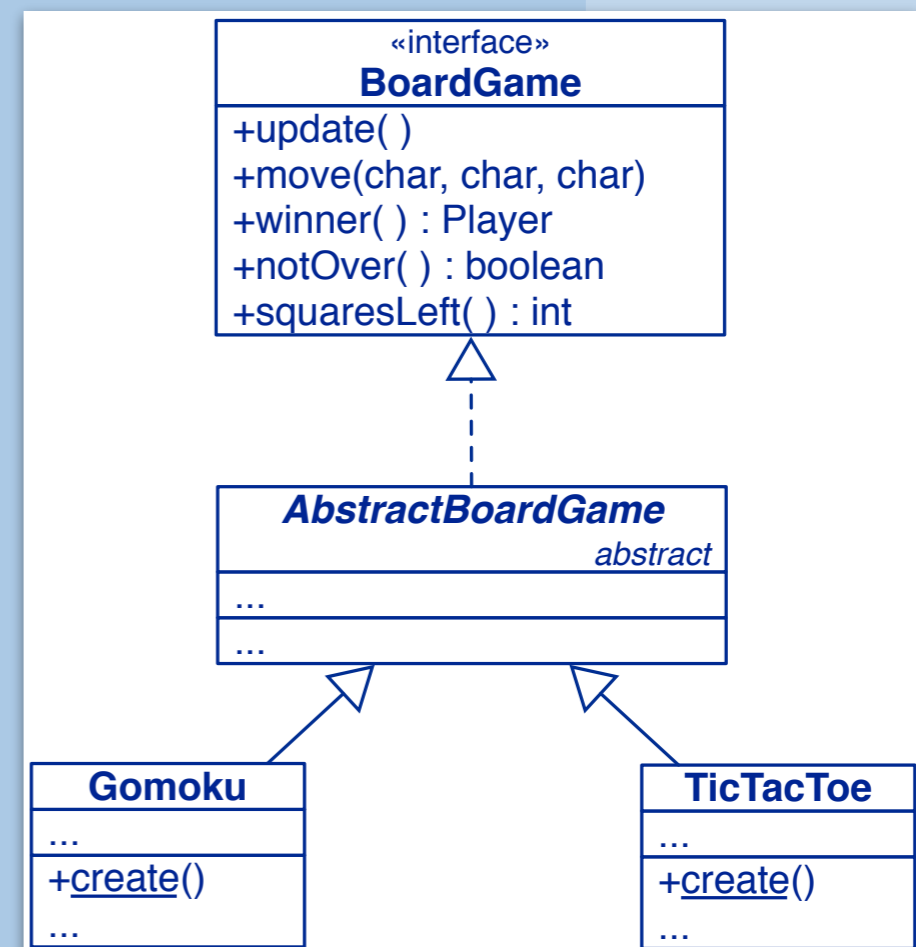 «interface»
BoardGame
+update( )
+move(char, char, char)
+winner( ) : Player
+notOver( ) : boolean
+squaresLeft( ) : int
AbstractBoardGame
abstract
...
...
Gomoku
...
+create()
...
TicTacToe
...
+create()
...